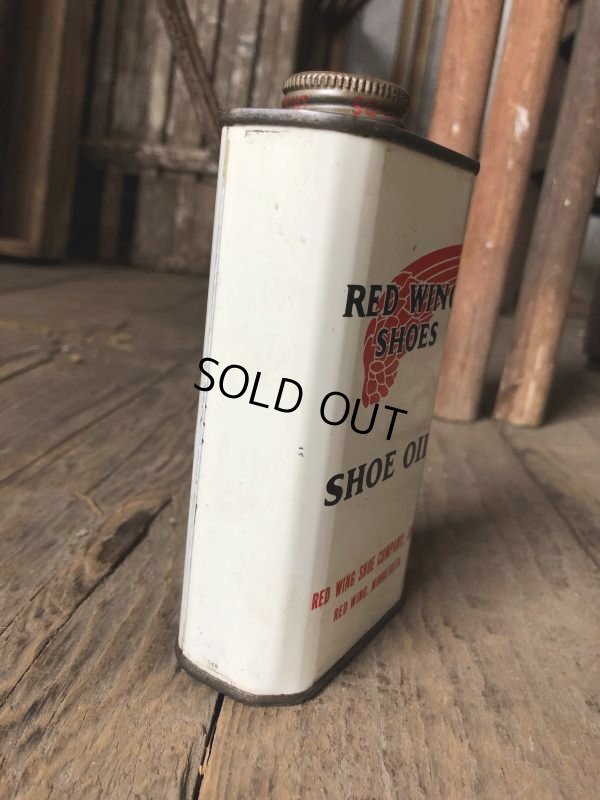 RED WING
SHOES
SOLD OUT
SHOE OIL
RED WING SHOE COMPANY,
RED WING, MINNESOTA